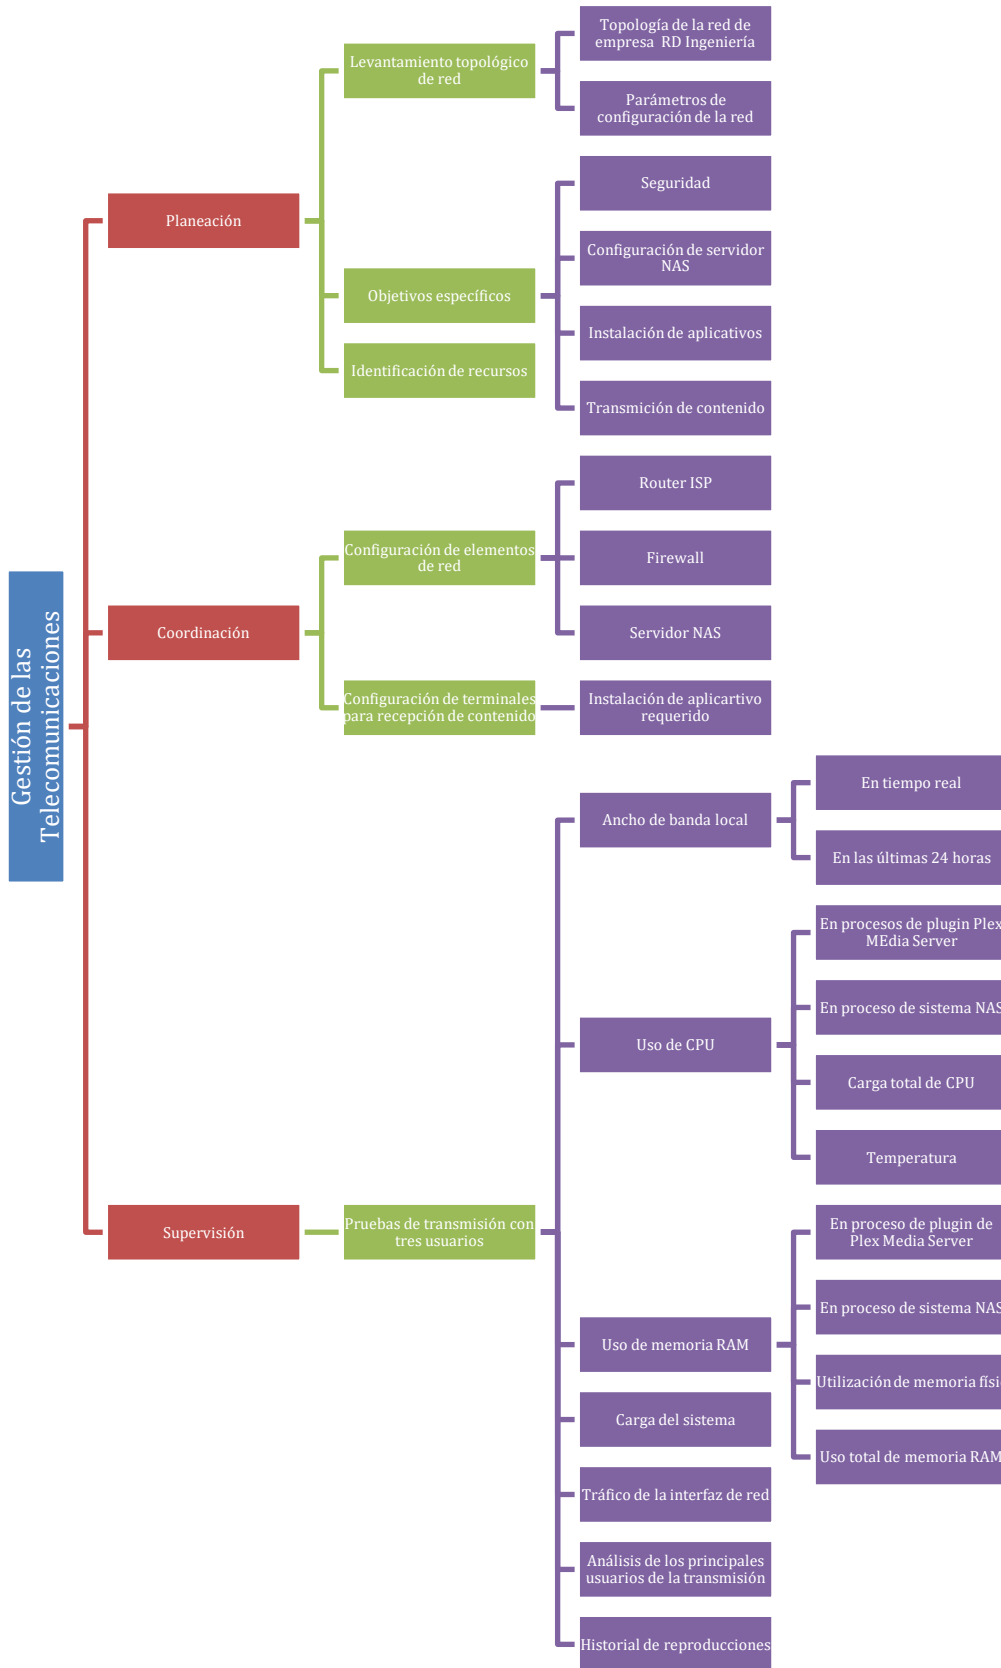 Gestión de las
Telecomunicaciones
Planeación
Levantamiento topológico
de red
Topología de la red de
empresa RD Ingeniería
Parámetros de
configuración de la red
Objetivos específicos
Seguridad
Configuración de servidor
NAS
Instalación de aplicativos
Transmición de contenido
Identificación de recursos
Coordinación
Configuración de elementos
de red
Router ISP
Firewall
Servidor NAS
Configuración de terminales
para recepción de contenido
Instalación de aplicartivo
requerido
Supervisión
Pruebas de transmisión con
tres usuarios
Ancho de banda local
En tiempo real
En las últimas 24 horas
Uso de CPU
En procesos de plugin Plex
MEdia Server
En proceso de sistema NAS
Carga total de CPU
Temperatura
Uso de memoria RAM
En proceso de plugin de
Plex Media Server
En proceso de sistema NAS
Utilización de memoria
Uso total de memoria RAM
Carga del sistema
Tráfico de la interfaz de red
Análisis de los principales
usuarios de la transmisión
Historial de reproducciones